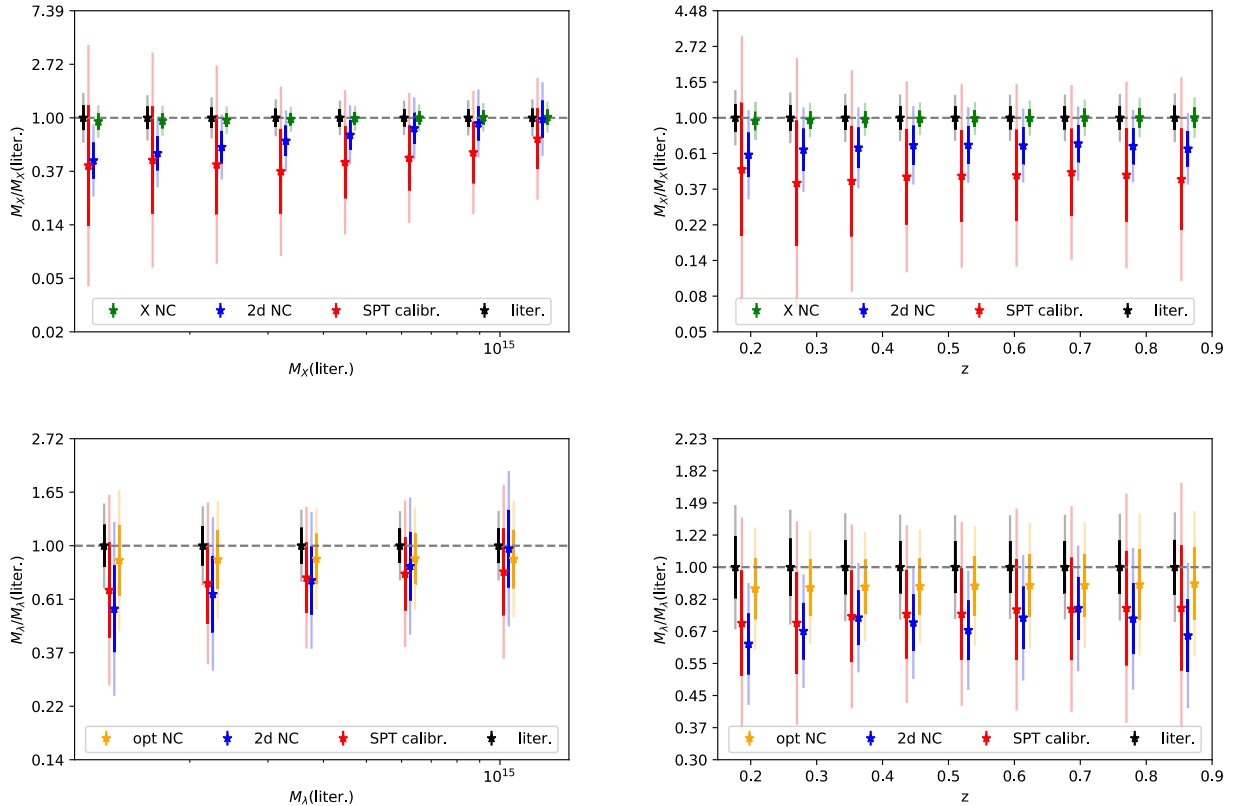 7.39
2.72
1.00
0.37
0.14
0.05
0.02
M_X/M_X(liter.)
X NC 2d NC SPT calibr. liter.
10^15
M_X(liter.)
4.48
2.72
1.65
1.00
0.61
0.37
0.22
0.14
0.08
0.05
M_X/M_X(liter.)
X NC 2d NC SPT calibr. liter.
0.2 0.3 0.4 0.5 0.6 0.7 0.8 0.9
z
2.72
1.65
1.00
0.61
0.37
0.22
0.14
M_λ/M_λ(liter.)
opt NC 2d NC SPT calibr. liter.
10^15
M_λ(liter.)
2.23
1.82
1.49
1.22
1.00
0.82
0.67
0.55
0.45
0.37
0.30
M_λ/M_λ(liter.)
opt NC 2d NC SPT calibr. liter.
0.2 0.3 0.4 0.5 0.6 0.7 0.8 0.9
z